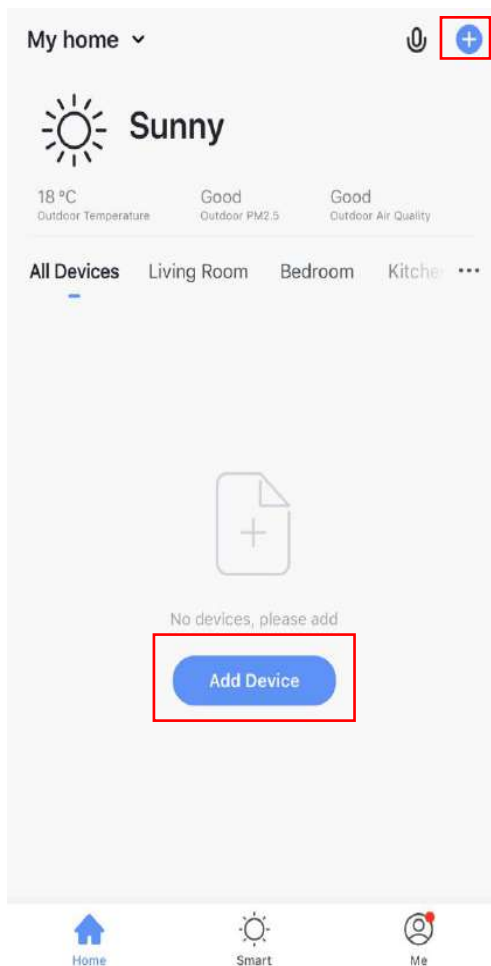 My home
Sunny
18 °C Good Good
Outdoor Temperature Outdoor PM2.5 Outdoor Air Quality
All Devices Living Room Bedroom Kitche
No devices, please add
Add Device
Home Smart Me